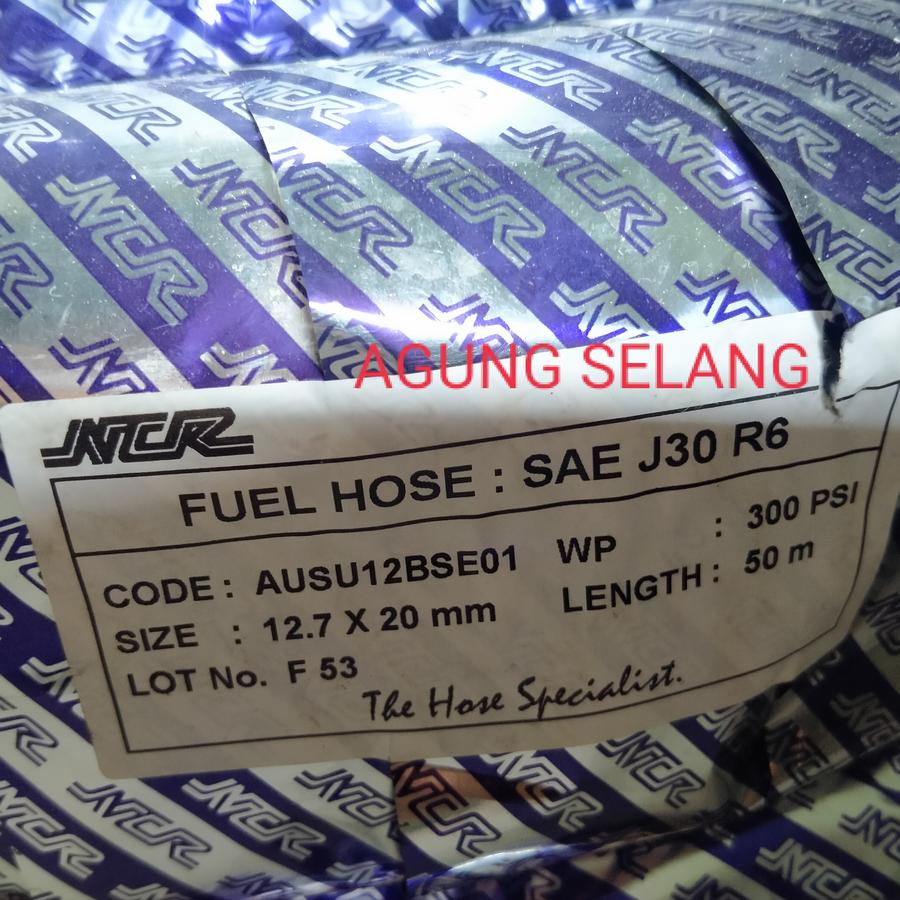 AGUNG SELANG
NCR
FUEL HOSE : SAE J30 R6
CODE : AUSU12BSE01 WP : 300 PSI
SIZE : 12.7 X 20 mm LENGTH : 50 m
LOT No. F 53
The Hose Specialist.